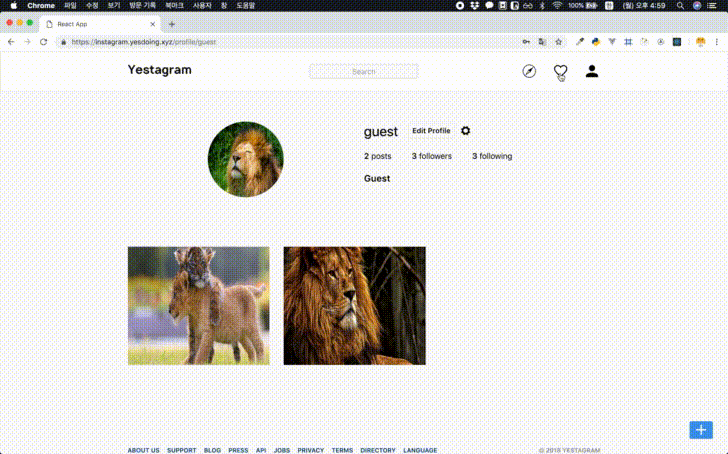 Chrome 파일 수정 보기 방문 기록 북마크 사용자 창 도움말 100% (월) 오후 4:59
React App
https://instagram.yesdoing.xyz/profile/guest
Yestagram Search
guest Edit Profile
2 posts 3 followers 3 following
Guest
ABOUT US SUPPORT BLOG PRESS API JOBS PRIVACY TERMS DIRECTORY LANGUAGE © 2018 YESTAGRAM